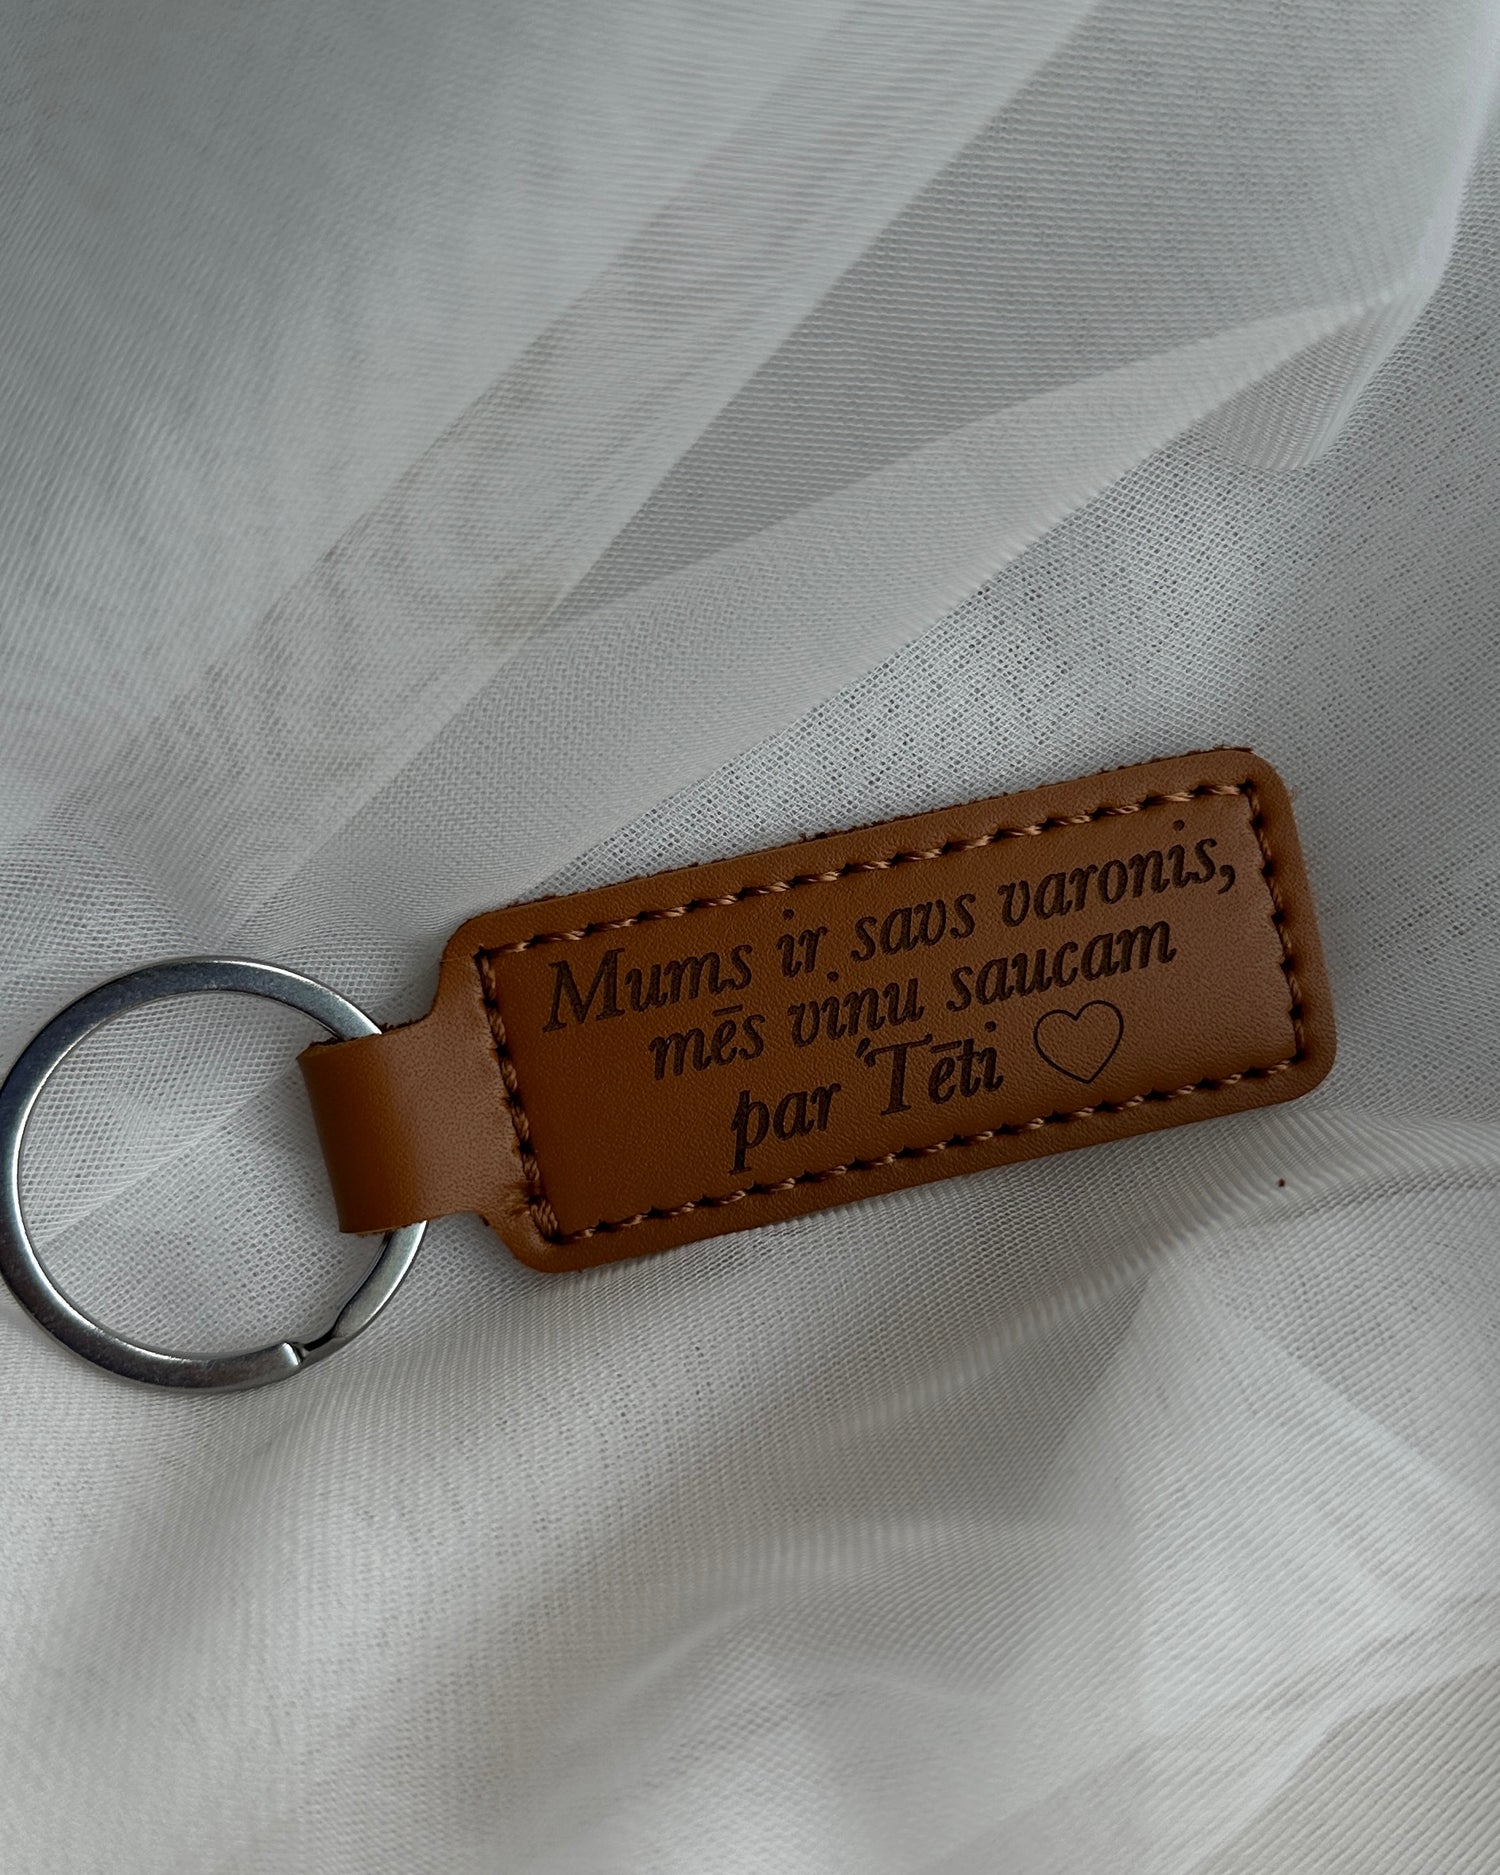 Mums ir savs varonis,
mēs viņu saucam
par Tēti ♡